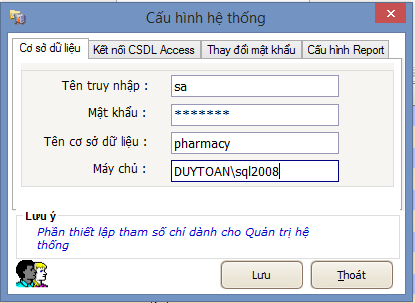 Cấu hình hệ thống
Cơ sở dữ liệu Kết nối CSDL Access Thay đổi mật khẩu Cấu hình Report
Tên truy nhập : sa
Mật khẩu : *******
Tên cơ sở dữ liệu : pharmacy
Máy chủ : DUYTOAN\sql2008
Lưu ý
Phần thiết lập tham số chỉ dành cho Quản trị hệ
thống
Lưu Thoát